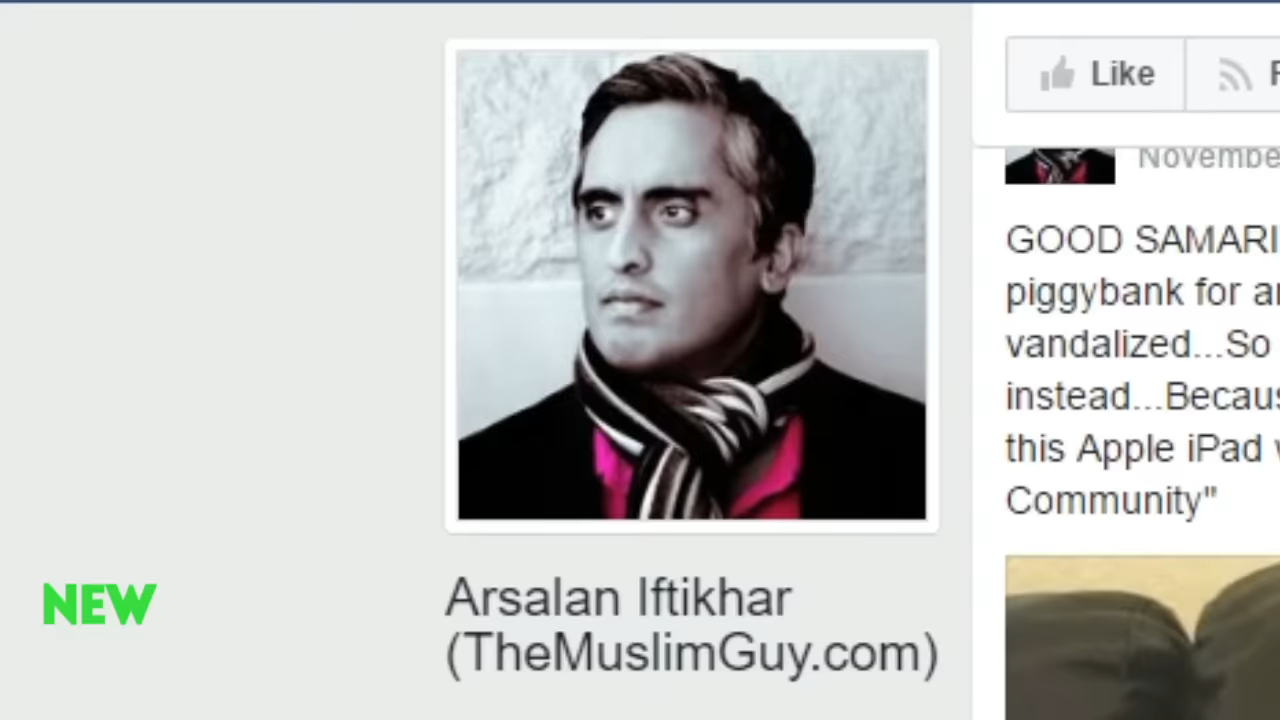 Like
Novembe
GOOD SAMARI
piggybank for
vandalized...So
instead...Becaus
this Apple iPad
Community"
NEW
Arsalan Iftikhar
(TheMuslimGuy.com)